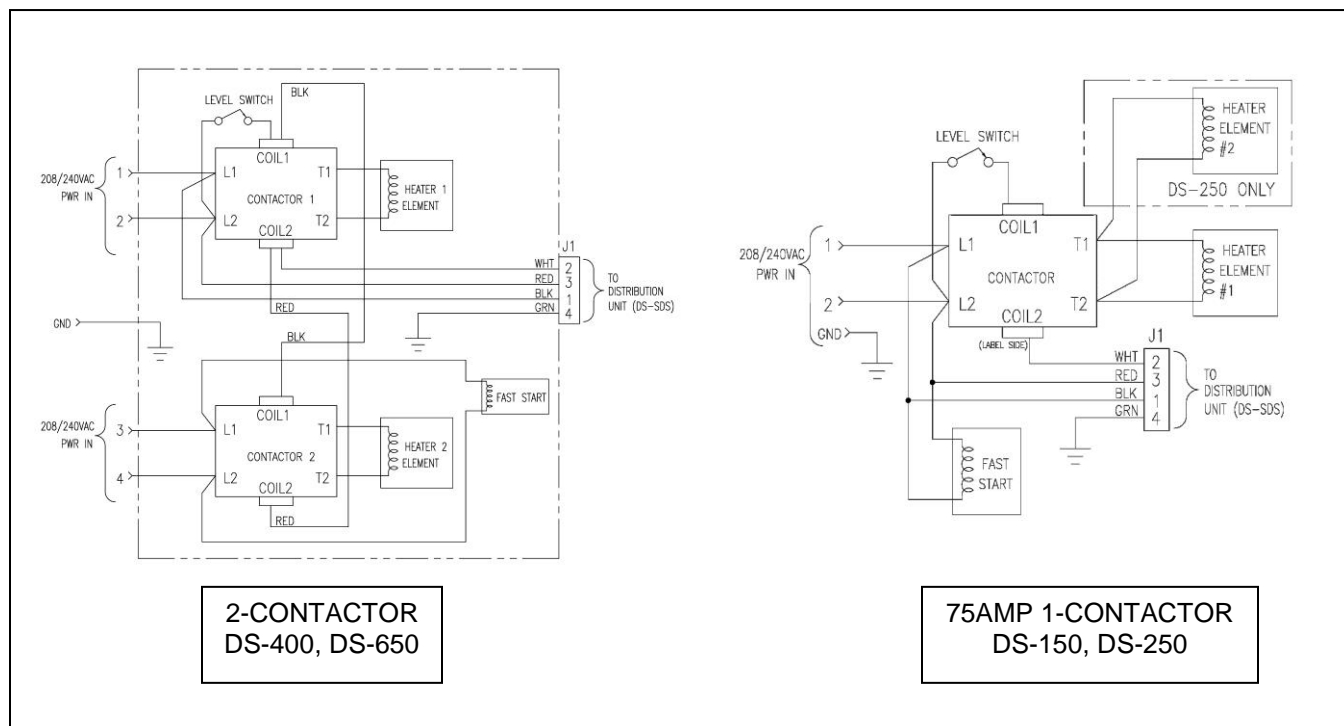 BLK
LEVEL SWITCH
COIL1
1
208/240VAC
PWR IN
2
L1
T1
CONTACTOR 1
L2
T2
COIL2
HEATER 1
ELEMENT
J1
WHT
2
RED
3
BLK
1
GRN
4
TO
DISTRIBUTION
UNIT (DS-SDS)
RED
GND
BLK
FAST START
COIL1
3
208/240VAC
PWR IN
4
L1
T1
CONTACTOR 2
L2
T2
COIL2
HEATER 2
ELEMENT
RED
2-CONTACTOR
DS-400, DS-650
HEATER
ELEMENT
#2
DS-250 ONLY
LEVEL SWITCH
COIL1
1
208/240VAC
PWR IN
2
GND
L1
T1
CONTACTOR
L2
T2
COIL2
(LABEL SIDE)
HEATER
ELEMENT
#1
J1
WHT
2
RED
3
BLK
1
GRN
4
TO
DISTRIBUTION
UNIT (DS-SDS)
FAST
START
75AMP 1-CONTACTOR
DS-150, DS-250